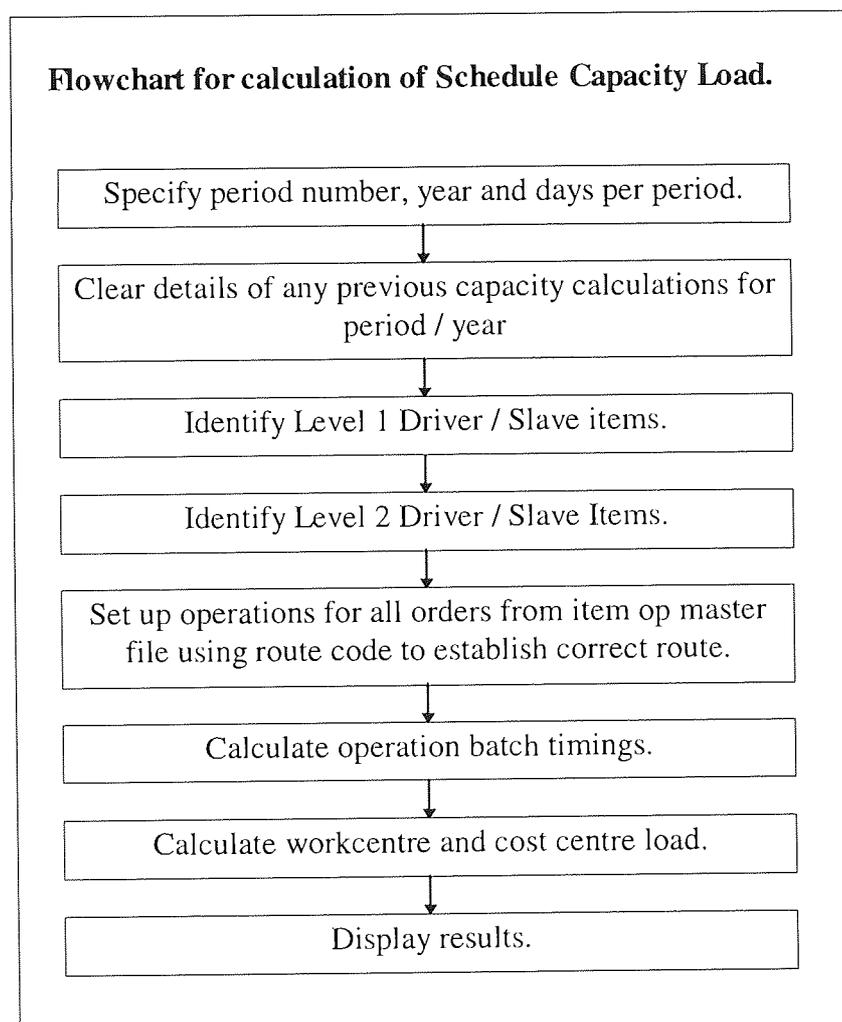 Flowchart for calculation of Schedule Capacity Load.
Specify period number, year and days per period.
Clear details of any previous capacity calculations for
period / year
Identify Level 1 Driver / Slave items.
Identify Level 2 Driver / Slave Items.
Set up operations for all orders from item op master
file using route code to establish correct route.
Calculate operation batch timings.
Calculate workcentre and cost centre load.
Display results.